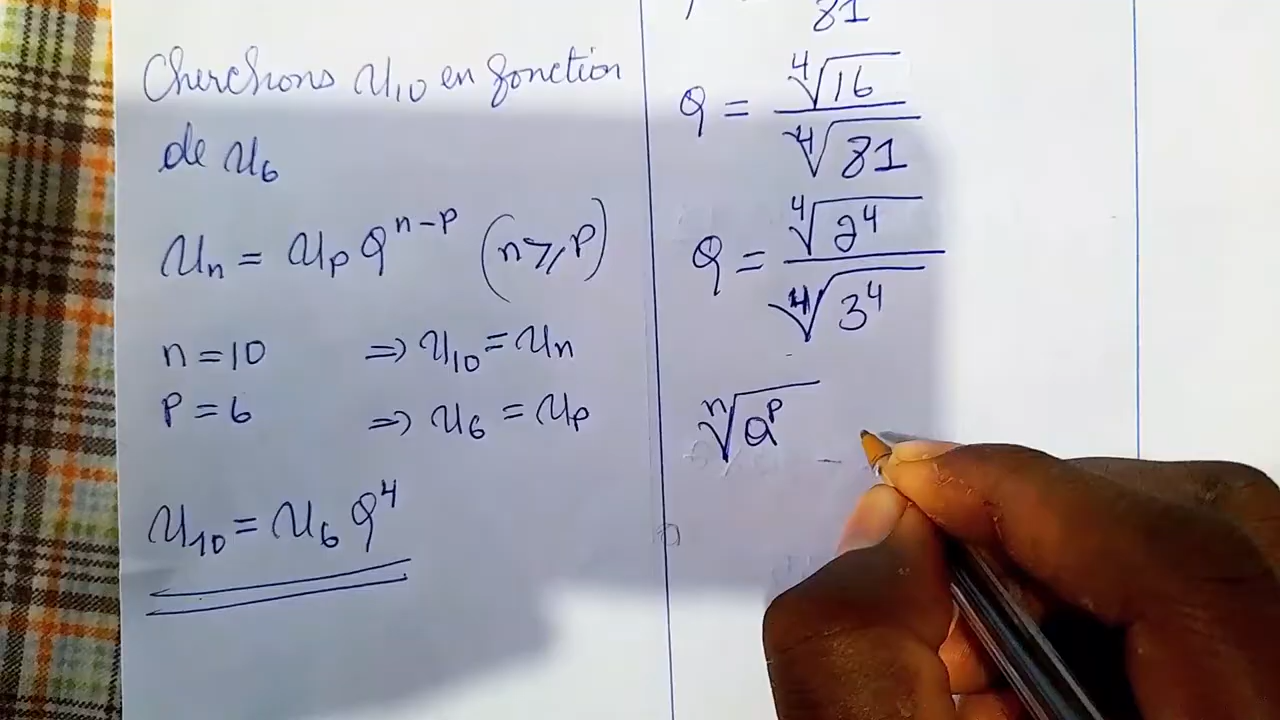 Cherchons U₁₀ en fonction
de U₆
Uₙ = Uₚ Q^{n-p} (n ⩾ p)
n = 10 ⇒ U₁₀ = Uₙ
P = 6 ⇒ U₆ = Uₚ
U₁₀ = U₆ Q⁴
81
Q = ⁴√16 / ⁴√81
Q = ⁴√2⁴ / ⁴√3⁴
ⁿ√a^p